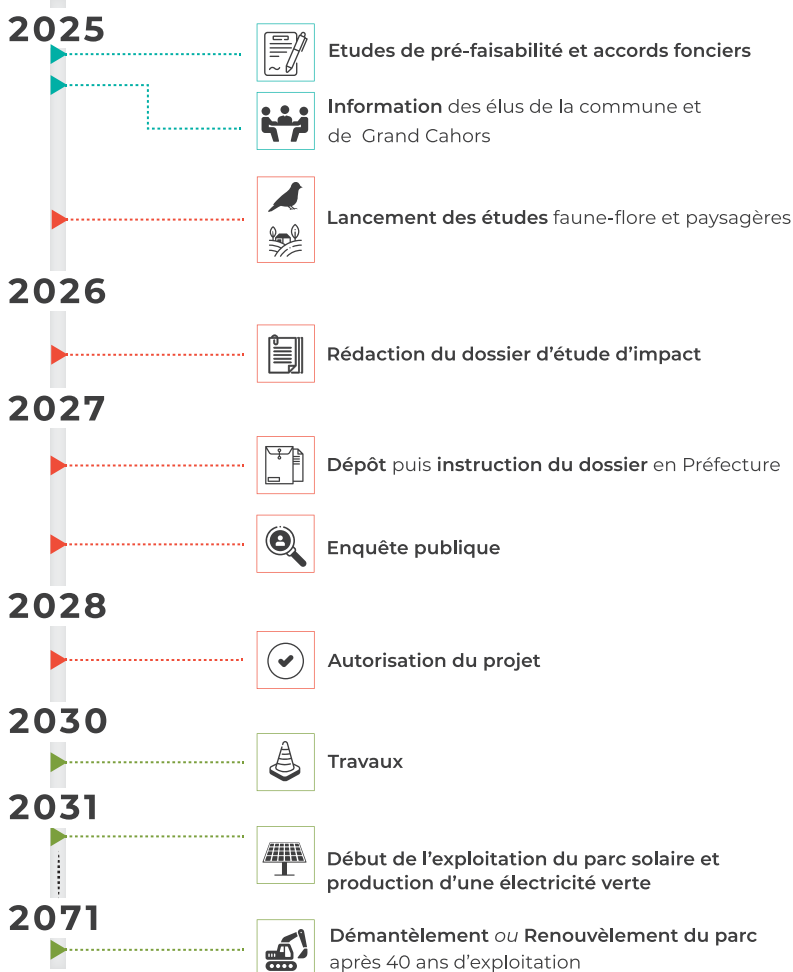 2025
Etudes de pré-faisabilité et accords fonciers
Information des élus de la commune et
de Grand Cahors
Lancement des études faune-flore et paysagères
2026
Rédaction du dossier d'étude d'impact
2027
Dépôt puis instruction du dossier en Préfecture
Enquête publique
2028
Autorisation du projet
2030
Travaux
2031
Début de l'exploitation du parc solaire et
production d'une électricité verte
2071
Démantèlement ou Renouvèlement du parc
après 40 ans d'exploitation